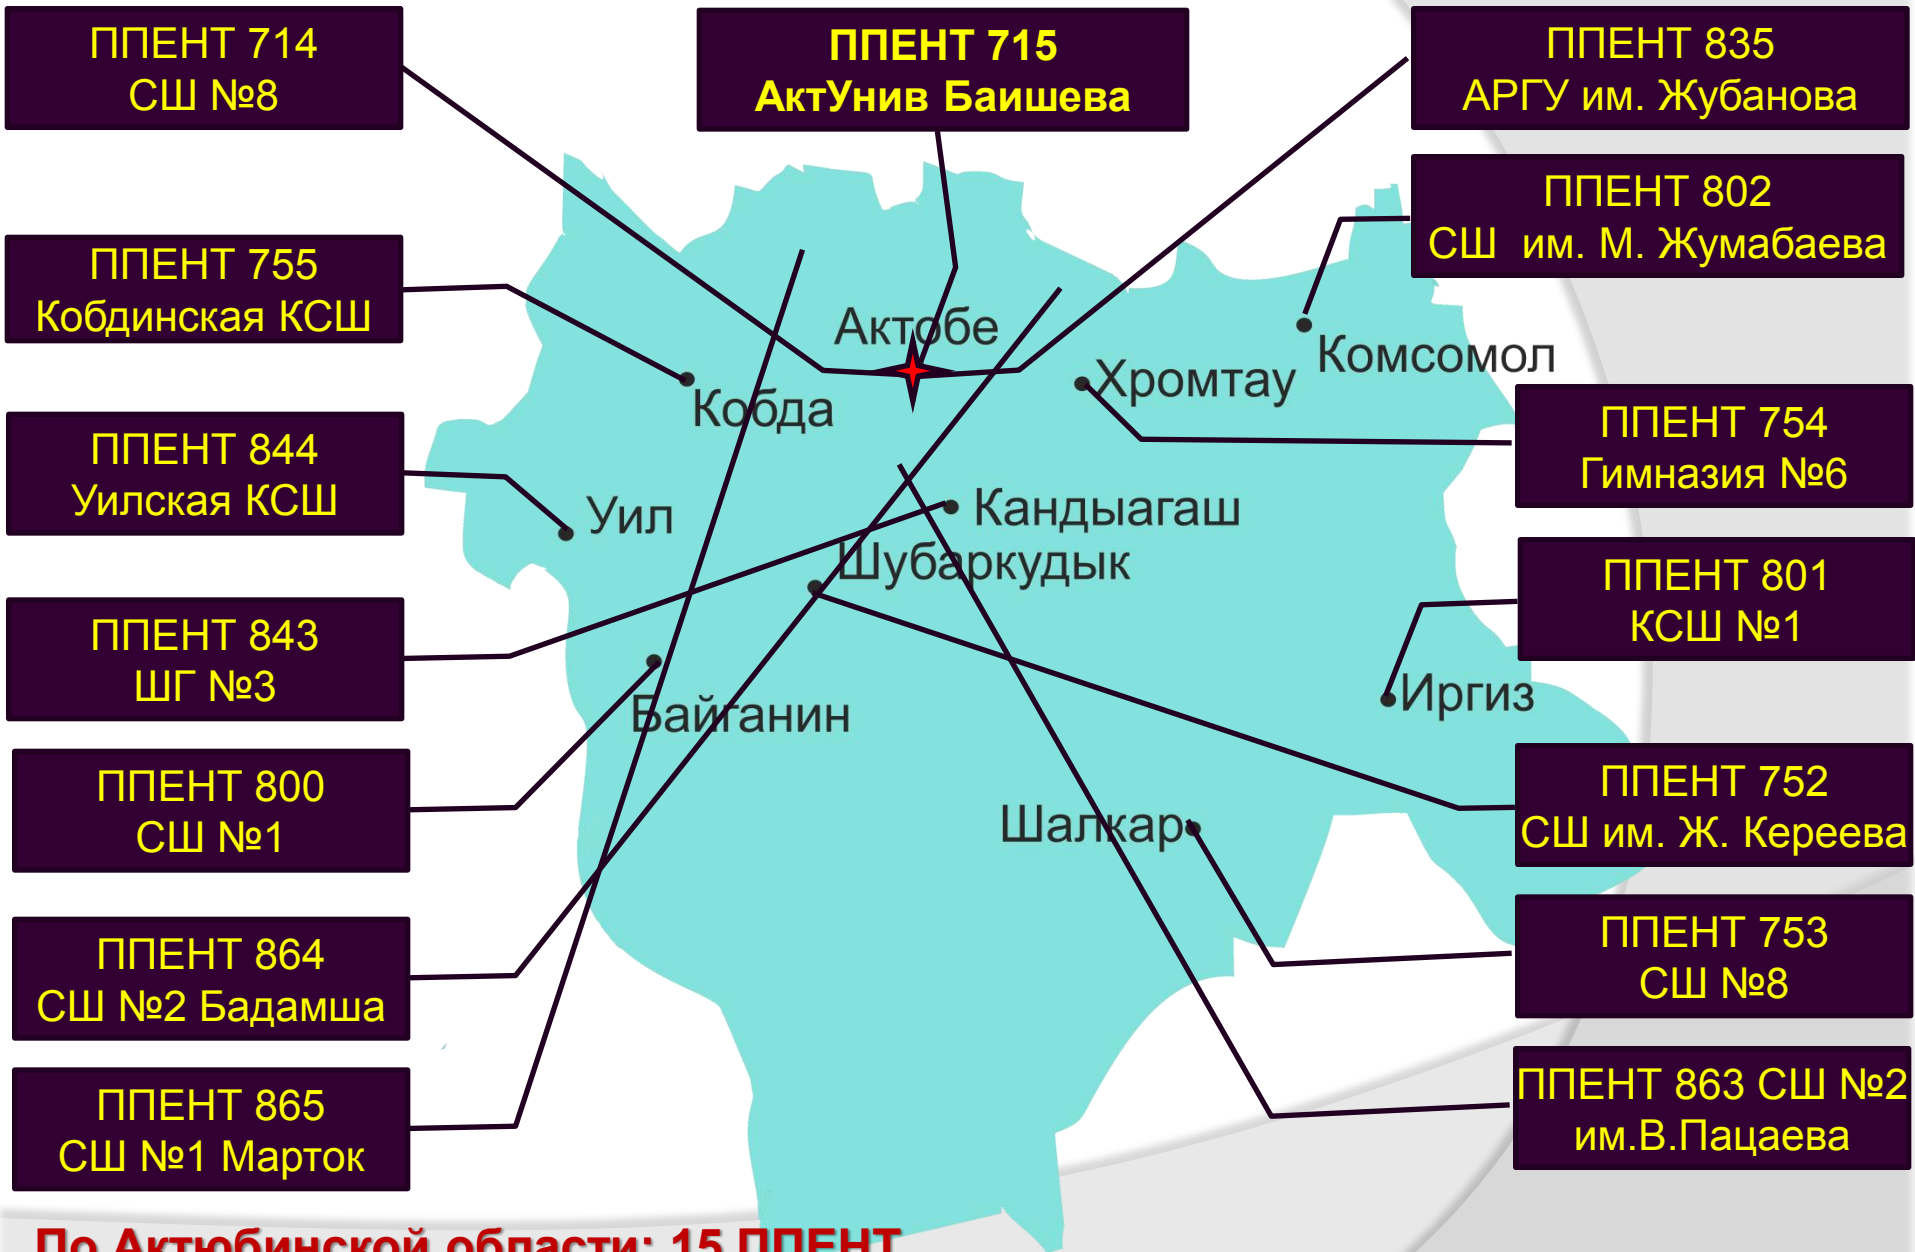 ППЕНТ 714
СШ №8
ППЕНТ 715
АктУнив Баишева
ППЕНТ 835
АРГУ им. Жубанова
ППЕНТ 802
СШ им. М. Жумабаева
ППЕНТ 755
Кобдинская КСШ
Актобе
Комсомол
Хромтау
Кобда
ППЕНТ 844
Уилская КСШ
ППЕНТ 754
Гимназия №6
Уил
Кандыагаш
Шубаркудык
ППЕНТ 843
ШГ №3
ППЕНТ 801
КСШ №1
Иргиз
Байганин
ППЕНТ 800
СШ №1
ППЕНТ 752
СШ им. Ж. Кереева
Шалкар
ППЕНТ 864
СШ №2 Бадамша
ППЕНТ 753
СШ №8
ППЕНТ 865
СШ №1 Марток
ППЕНТ 863 СШ №2
им.В.Пацаева
По Актюбинской области: 15 ППЕНТ